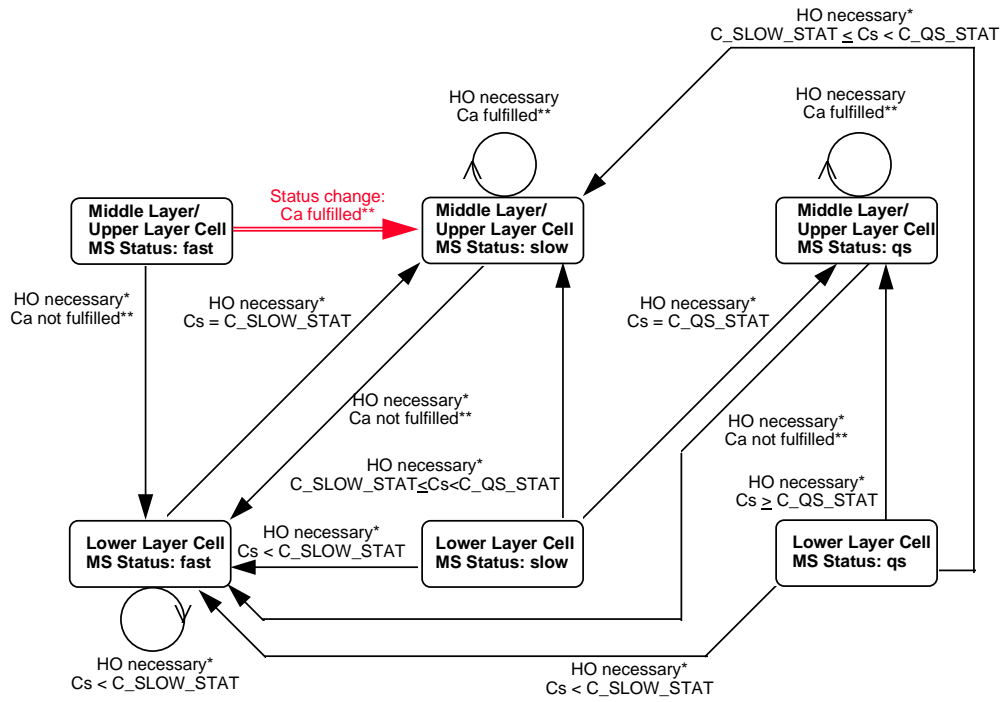 HO necessary*
C_SLOW_STAT ≤ Cs < C_QS_STAT
HO necessary
Ca fulfilled**
HO necessary
Ca fulfilled**
Status change:
Ca fulfilled**
Middle Layer/
Upper Layer Cell
MS Status: fast
Middle Layer/
Upper Layer Cell
MS Status: slow
Middle Layer/
Upper Layer Cell
MS Status: qs
HO necessary*
Ca not fulfilled**
HO necessary*
Cs = C_SLOW_STAT
HO necessary*
Cs = C_QS_STAT
HO necessary*
Ca not fulfilled**
HO necessary*
Ca not fulfilled**
HO necessary*
C_SLOW_STAT≤Cs<C_QS_STAT
HO necessary*
Cs ≥ C_QS_STAT
HO necessary*
Cs < C_SLOW_STAT
Lower Layer Cell
MS Status: fast
Lower Layer Cell
MS Status: slow
Lower Layer Cell
MS Status: qs
HO necessary*
Cs < C_SLOW_STAT
HO necessary*
Cs < C_SLOW_STAT